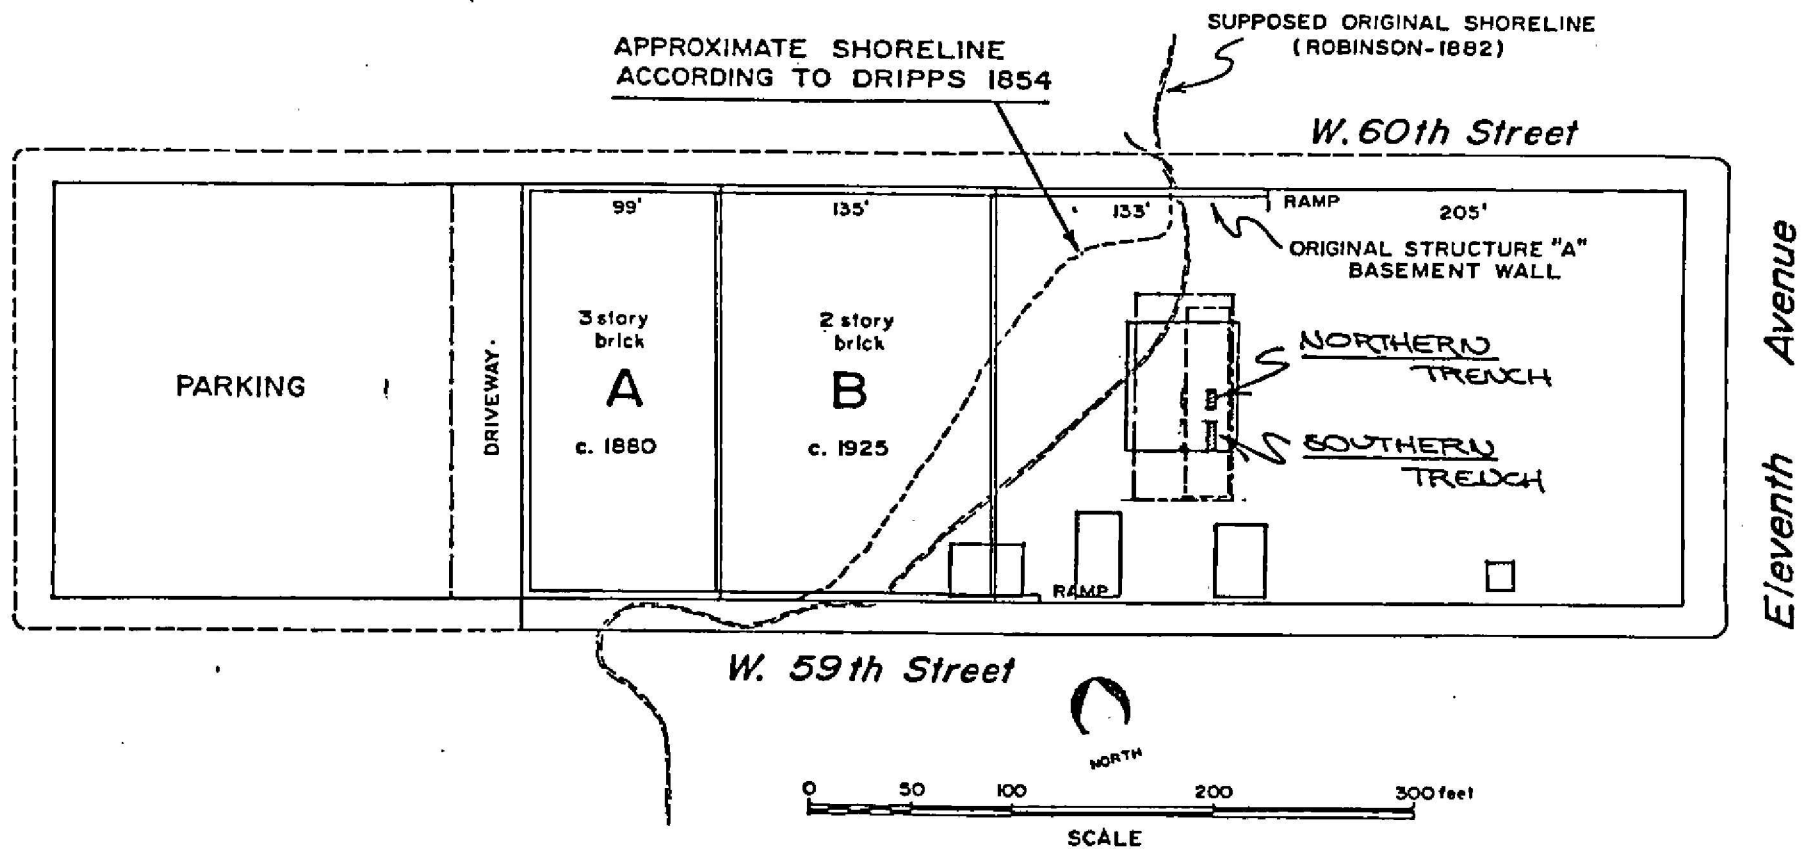 SUPPOSED ORIGINAL SHORELINE
(ROBINSON-1882)
APPROXIMATE SHORELINE
ACCORDING TO DRIPPS 1854
W. 60th Street
99'
135'
133'
RAMP
205'
ORIGINAL STRUCTURE "A"
BASEMENT WALL
3 story
brick
A
c. 1880
2 story
brick
B
c. 1925
PARKING
DRIVEWAY.
NORTHERN
TRENCH
SOUTHERN
TRENCH
Eleventh Avenue
RAMP
W. 59th Street
NORTH
0 50 100 200 300 feet
SCALE